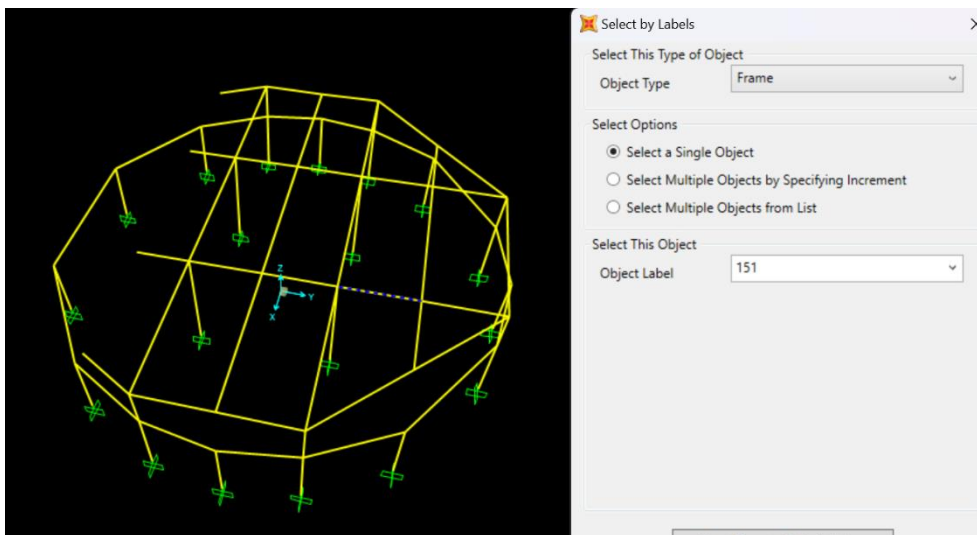 Select by Labels
Select This Type of Object
Object Type
Frame
Select Options
Select a Single Object
Select Multiple Objects by Specifying Increment
Select Multiple Objects from List
Select This Object
Object Label
151
Z
Y
X